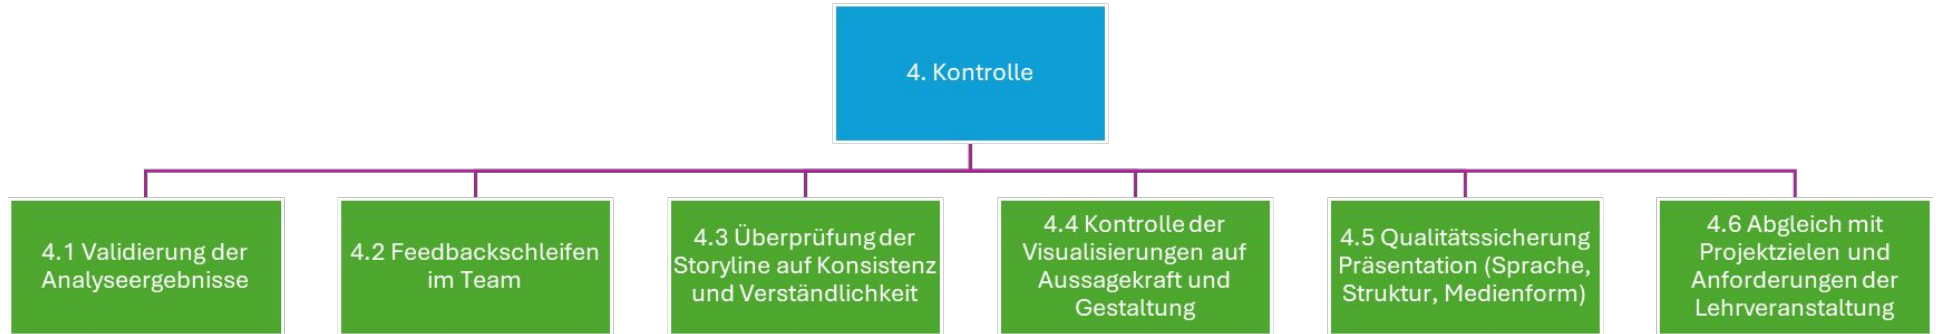 4. Kontrolle
4.1 Validierung der
Analyseergebnisse
4.2 Feedbackschleifen
im Team
4.3 Überprüfung der
Storyline auf Konsistenz
und Verständlichkeit
4.4 Kontrolle der
Visualisierungen auf
Aussagekraft und
Gestaltung
4.5 Qualitätssicherung
Präsentation (Sprache,
Struktur, Medienform)
4.6 Abgleich mit
Projektzielen und
Anforderungen der
Lehrveranstaltung